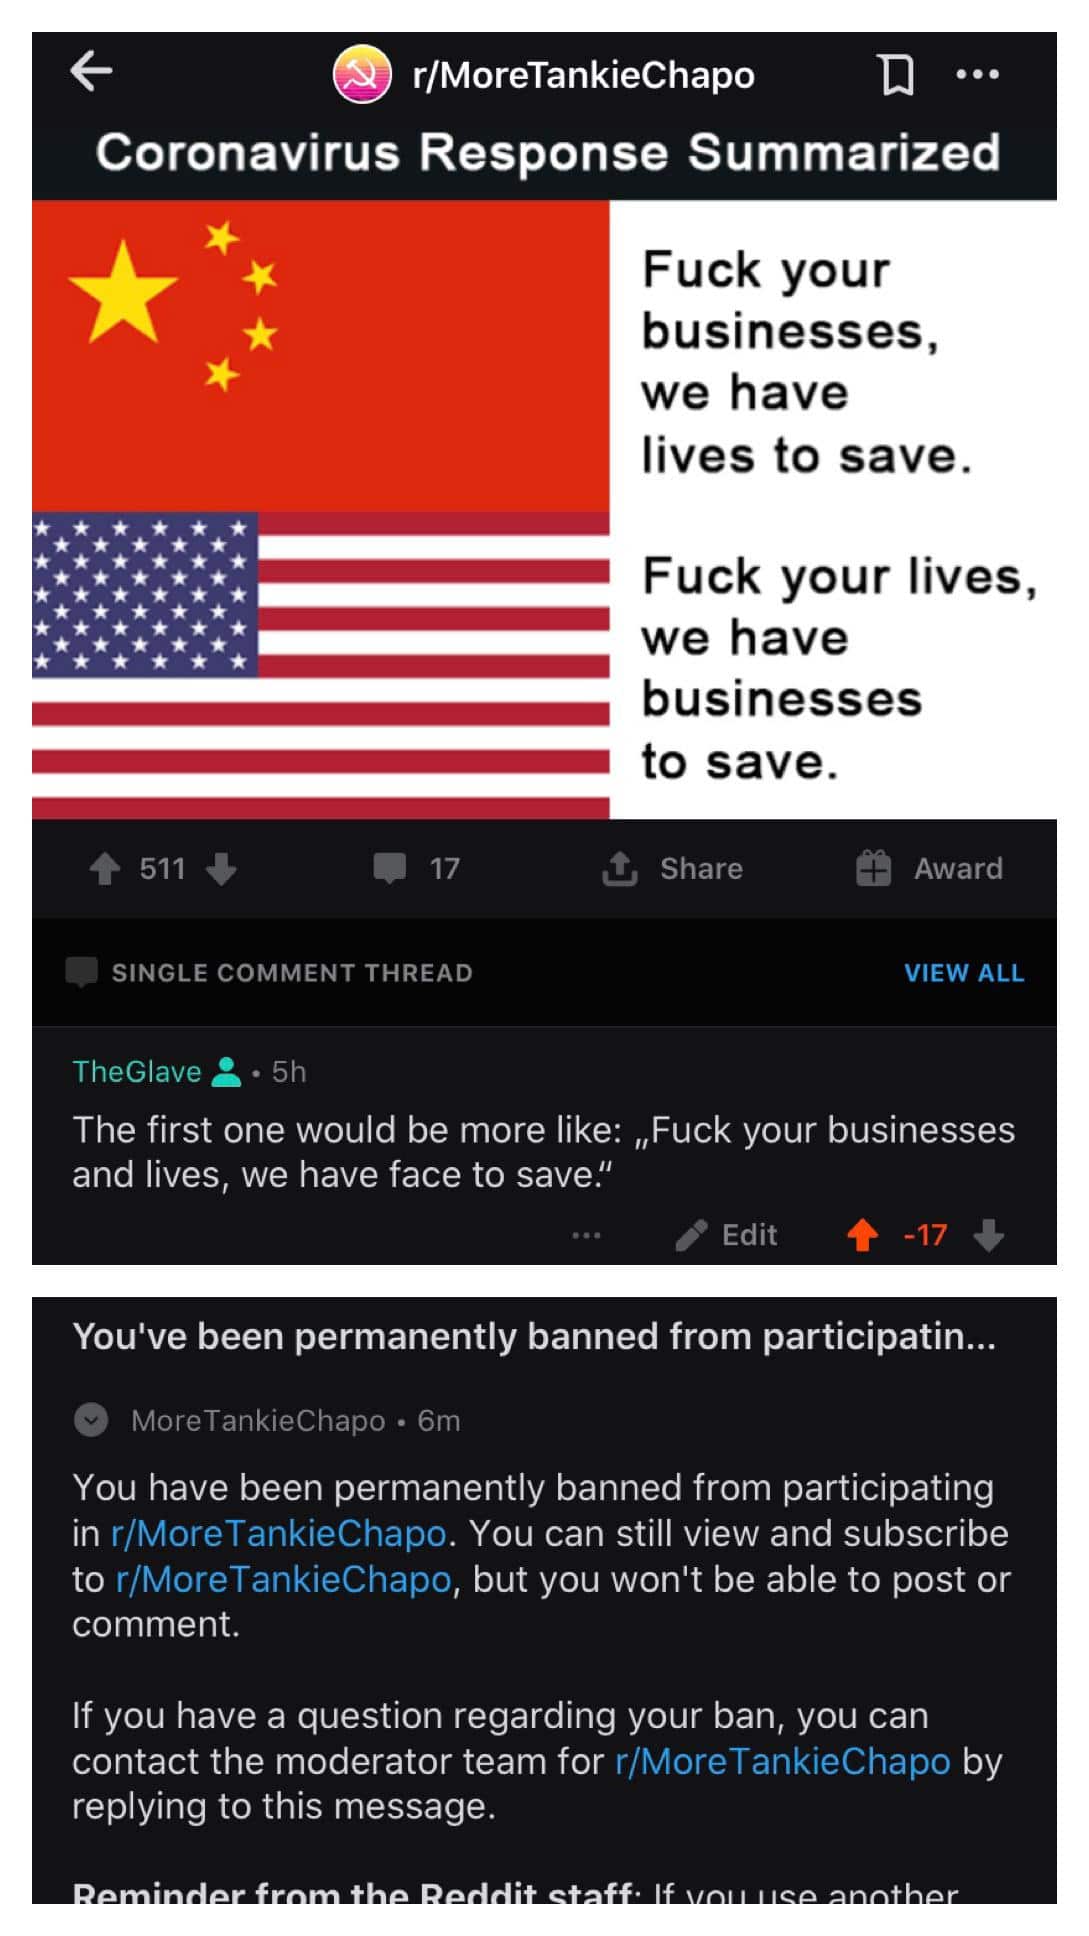 r/MoreTankieChapo
Coronavirus Response Summarized
Fuck your
businesses,
we have
lives to save.
Fuck your lives,
we have
businesses
to save.
511
17
Share
Award
SINGLE COMMENT THREAD
VIEW ALL
TheGlave • 5h
The first one would be more like: „Fuck your businesses
and lives, we have face to save.“
... Edit -17
You've been permanently banned from participatin...
MoreTankieChapo • 6m
You have been permanently banned from participating
in r/MoreTankieChapo. You can still view and subscribe
to r/MoreTankieChapo, but you won't be able to post or
comment.
If you have a question regarding your ban, you can
contact the moderator team for r/MoreTankieChapo by
replying to this message.
Reminder from the Reddit staff: If you use another